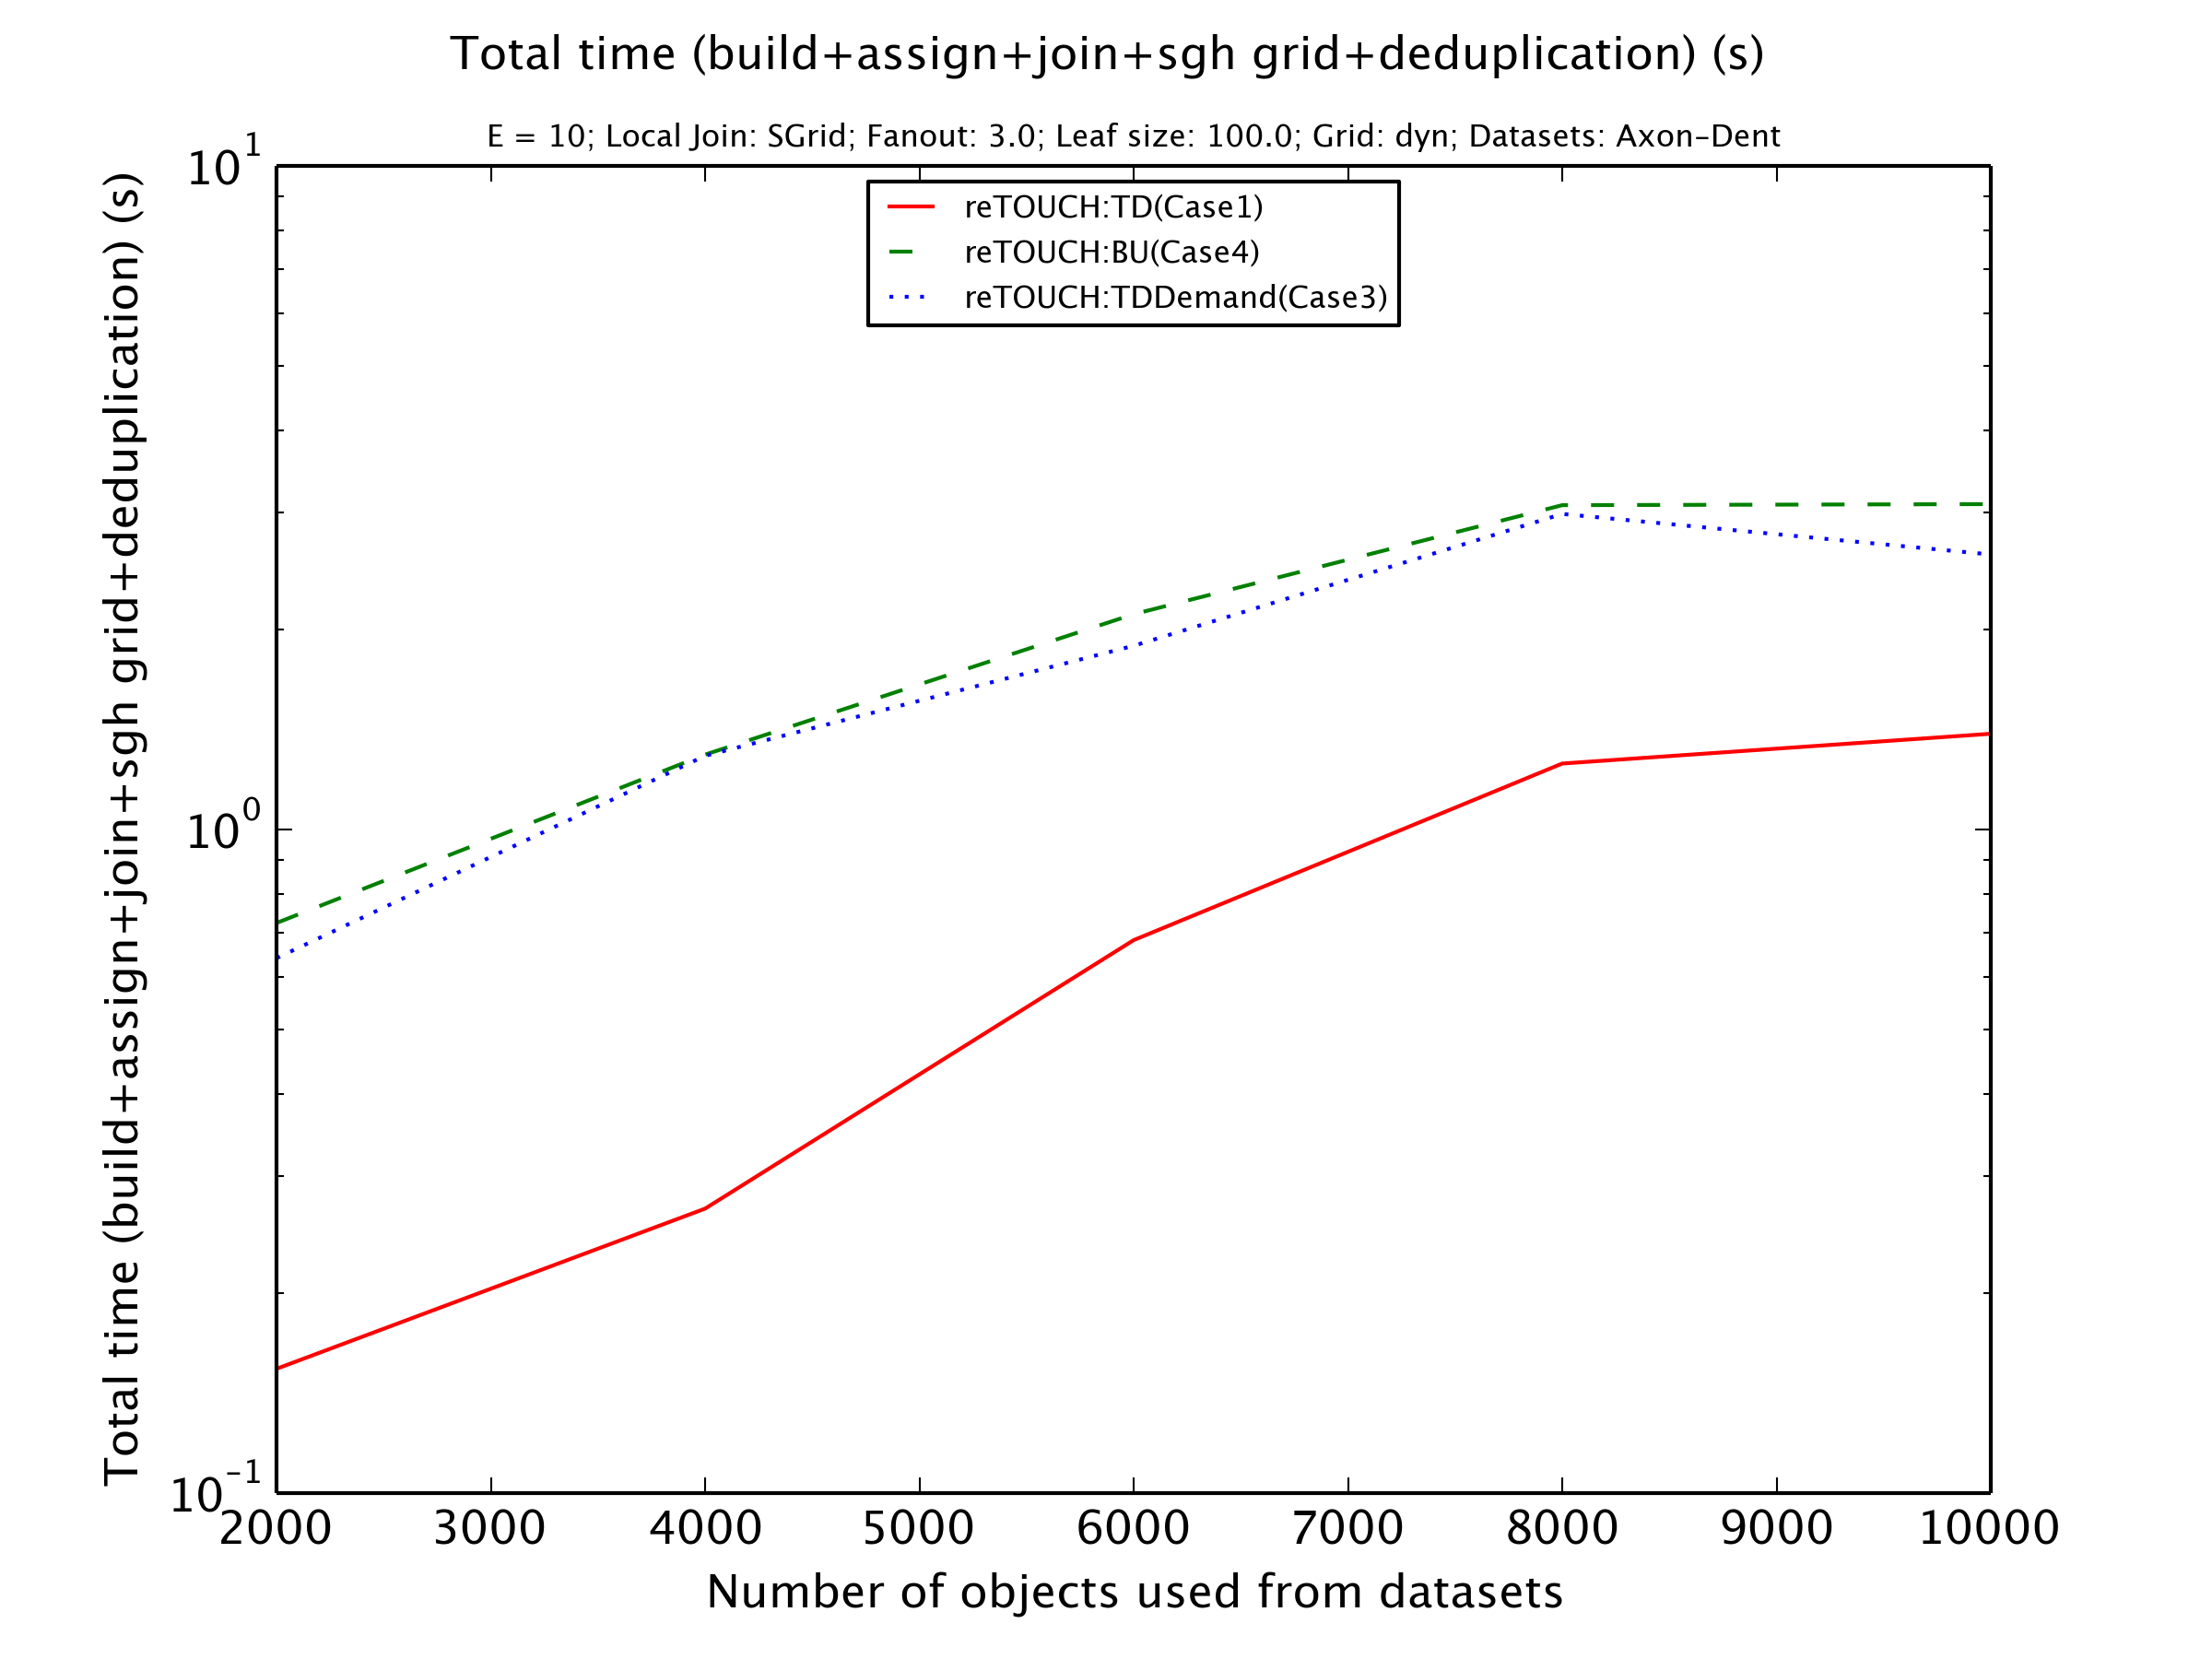 Total time (build+assign+join+sgh grid+deduplication) (s)
E = 10; Local Join: SGrid; Fanout: 3.0; Leaf size: 100.0; Grid: dyn; Datasets: Axon-Dent
reTOUCH:TD(Case1)
reTOUCH:BU(Case4)
reTOUCH:TDDemand(Case3)
Total time (build+assign+join+sgh grid+deduplication) (s)
10^1
10^0
10^-1
2000 3000 4000 5000 6000 7000 8000 9000 10000
Number of objects used from datasets